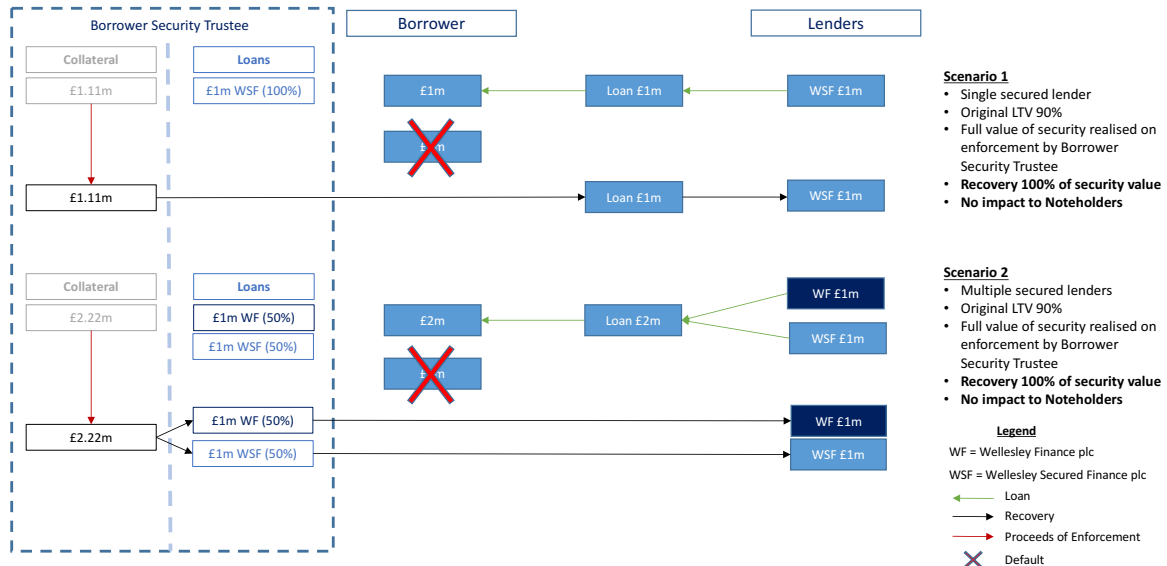 Borrower Security Trustee
Borrower
Lenders
Collateral
Loans
£1.11m
£1m WSF (100%)
£1m
Loan £1m
WSF £1m
£1.11m
Loan £1m
WSF £1m
Scenario 1
• Single secured lender
• Original LTV 90%
• Full value of security realised on
enforcement by Borrower
Security Trustee
• Recovery 100% of security value
• No impact to Noteholders
Collateral
Loans
£2.22m
£1m WF (50%)
£1m WSF (50%)
£2m
Loan £2m
WF £1m
WSF £1m
£2.22m
£1m WF (50%)
£1m WSF (50%)
WF £1m
WSF £1m
Scenario 2
• Multiple secured lenders
• Original LTV 90%
• Full value of security realised on
enforcement by Borrower
Security Trustee
• Recovery 100% of security value
• No impact to Noteholders
Legend
WF = Wellesley Finance plc
WSF = Wellesley Secured Finance plc
Loan
Recovery
Proceeds of Enforcement
Default